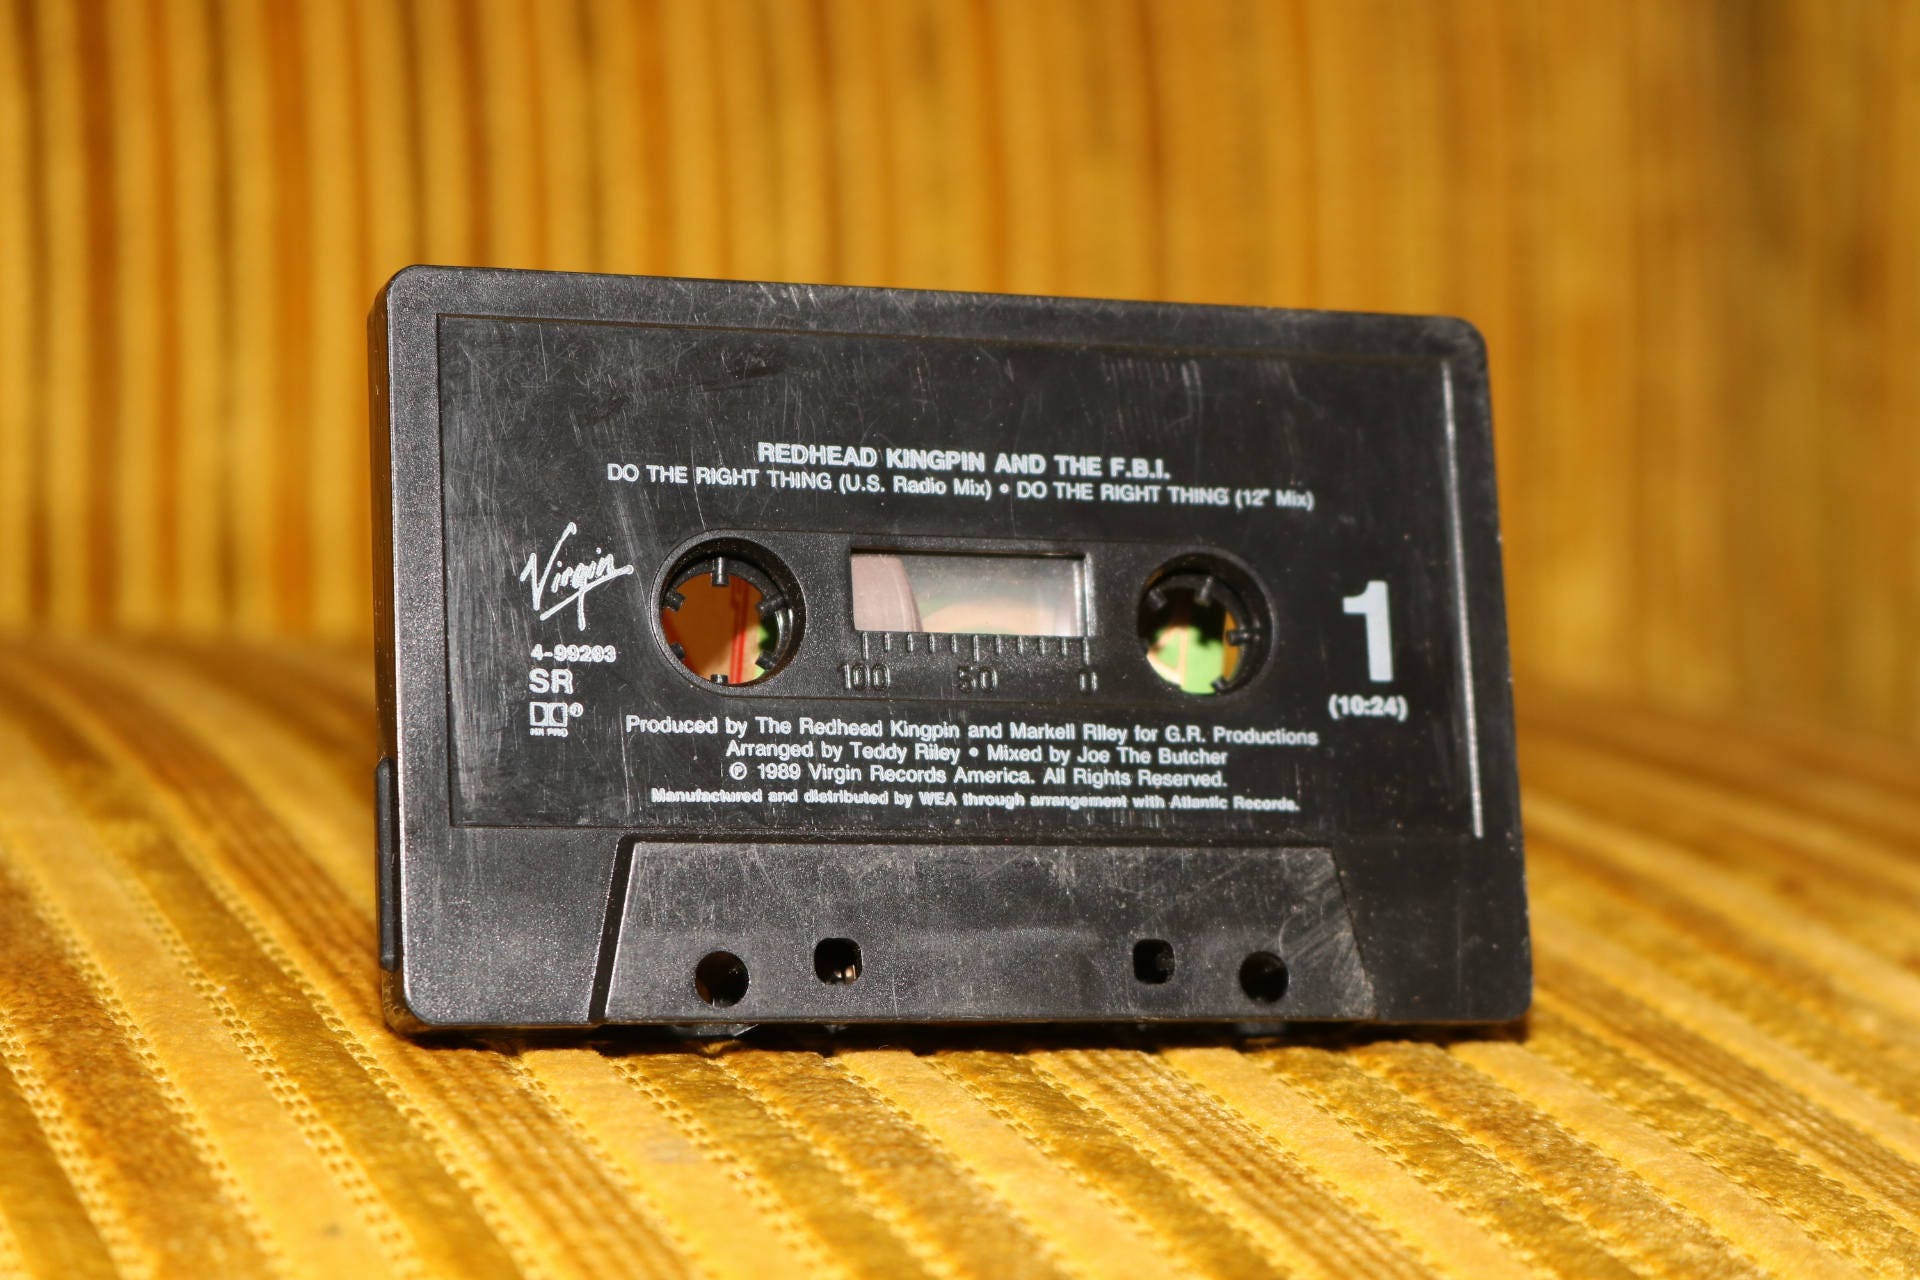 REDHEAD KINGPIN AND THE F.B.I.
DO THE RIGHT THING (U.S. Radio Mix) • DO THE RIGHT THING (12" Mix)
Virgin
4-99203
SR
HX PRO
100 50 0
1
(10:24)
Produced by The Redhead Kingpin and Markell Riley for G.R. Productions
Arranged by Teddy Riley • Mixed by Joe The Butcher
℗ 1989 Virgin Records America. All Rights Reserved.
Manufactured and distributed by WEA through arrangement with Atlantic Records.